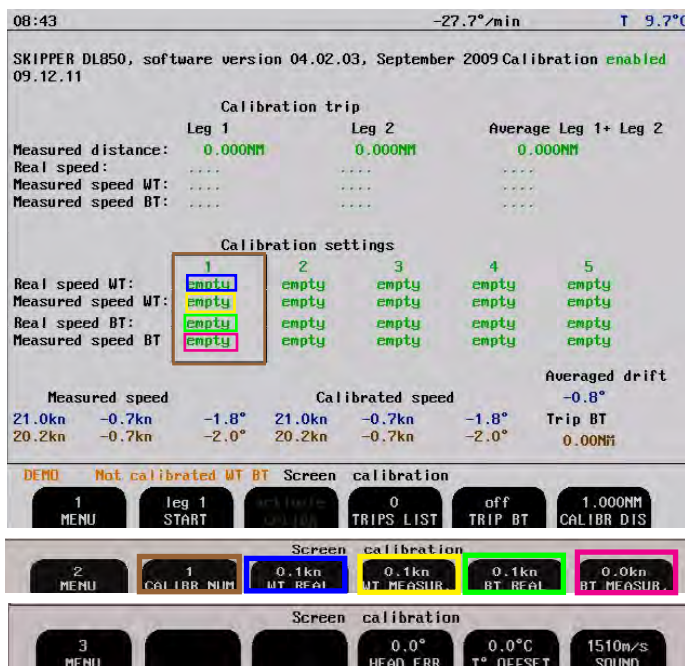 08:43 -27.7°/min T 9.7°C
SKIPPER DL850, software version 04.02.03, September 2009 Calibration enabled
09.12.11
Calibration trip
Leg 1 Leg 2 Average Leg 1+ Leg 2
Measured distance: 0.000NM 0.000NM 0.000NM
Real speed: .... .... ....
Measured speed WT: .... .... ....
Measured speed BT: .... .... ....
Calibration settings
1 2 3 4 5
Real speed WT: empty empty empty empty empty
Measured speed WT: empty empty empty empty empty
Real speed BT: empty empty empty empty empty
Measured speed BT empty empty empty empty empty
Averaged drift
Measured speed Calibrated speed -0.8°
21.0kn -0.7kn -1.8° 21.0kn -0.7kn -1.8° Trip BT
20.2kn -0.7kn -2.0° 20.2kn -0.7kn -2.0° 0.00NM
DEMO Not calibrated WT BT Screen calibration
1 leg 1 0 off 1.000NM
MENU START TRIPS LIST TRIP BT CALIBR DIS
Screen calibration
2 1 0.1kn 0.1kn 0.1kn 0.0kn
MENU CALIBR NUM WT REAL WT MEASUR. BT REAL BT MEASUR.
Screen calibration
3 0.0° 0.0°C 1510m/s
MENU HEAD ERR T° OFFSET SOUND